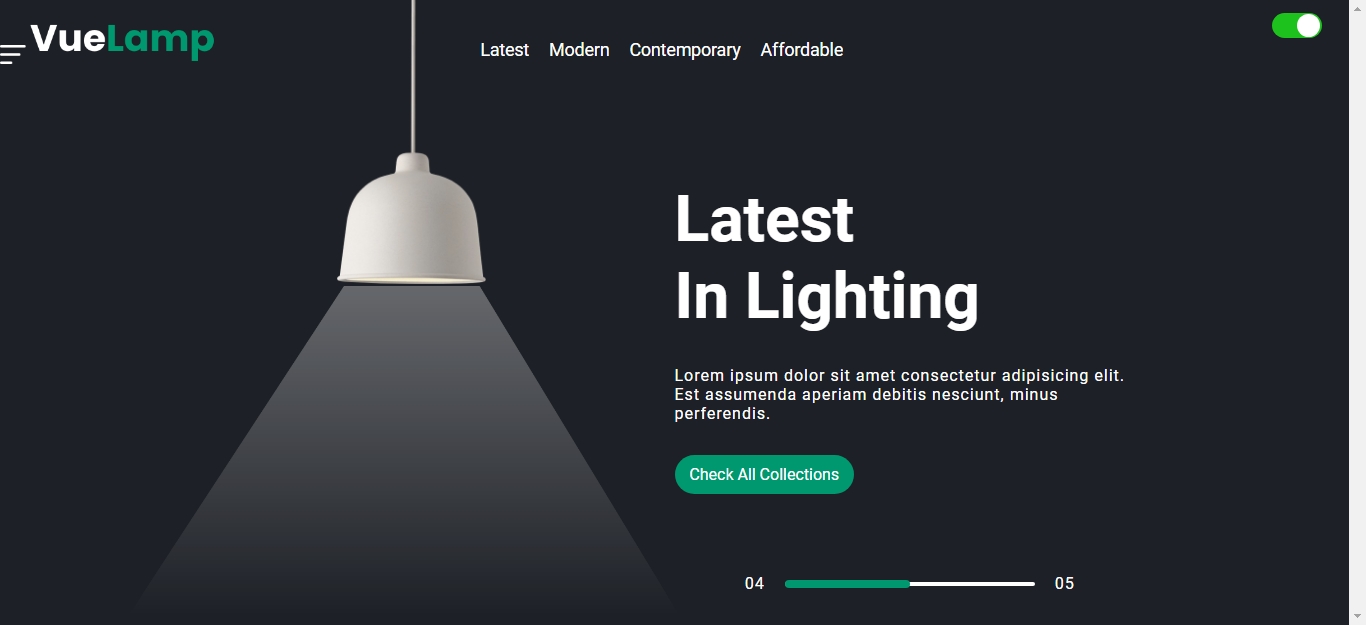 VueLamp
Latest Modern Contemporary Affordable
Latest
In Lighting
Lorem ipsum dolor sit amet consectetur adipisicing elit.
Est assumenda aperiam debitis nesciunt, minus
perferendis.
Check All Collections
04 05